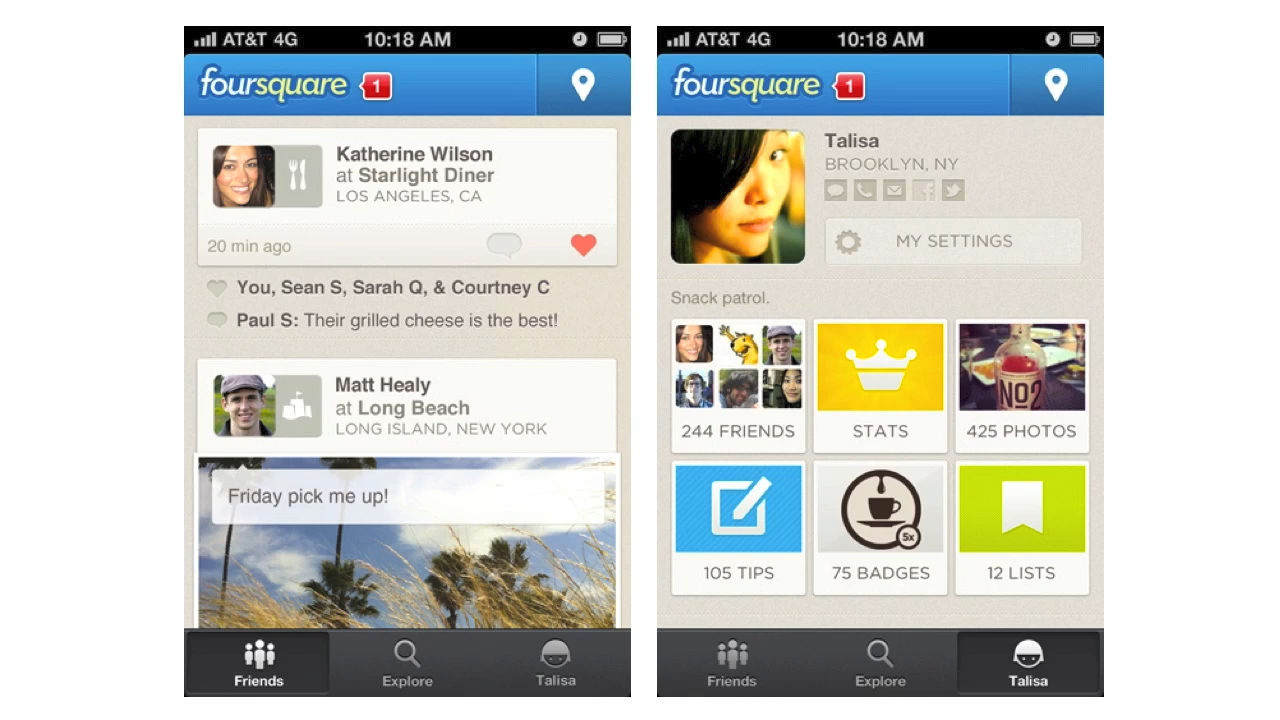 AT&T 4G 10:18 AM
foursquare 1
Katherine Wilson
at Starlight Diner
LOS ANGELES, CA
20 min ago
You, Sean S, Sarah Q, & Courtney C
Paul S: Their grilled cheese is the best!
Matt Healy
at Long Beach
LONG ISLAND, NEW YORK
Friday pick me up!
Friends Explore Talisa
AT&T 4G 10:18 AM
foursquare 1
Talisa
BROOKLYN, NY
MY SETTINGS
Snack patrol.
No2
244 FRIENDS STATS 425 PHOTOS
5x
105 TIPS 75 BADGES 12 LISTS
Friends Explore Talisa